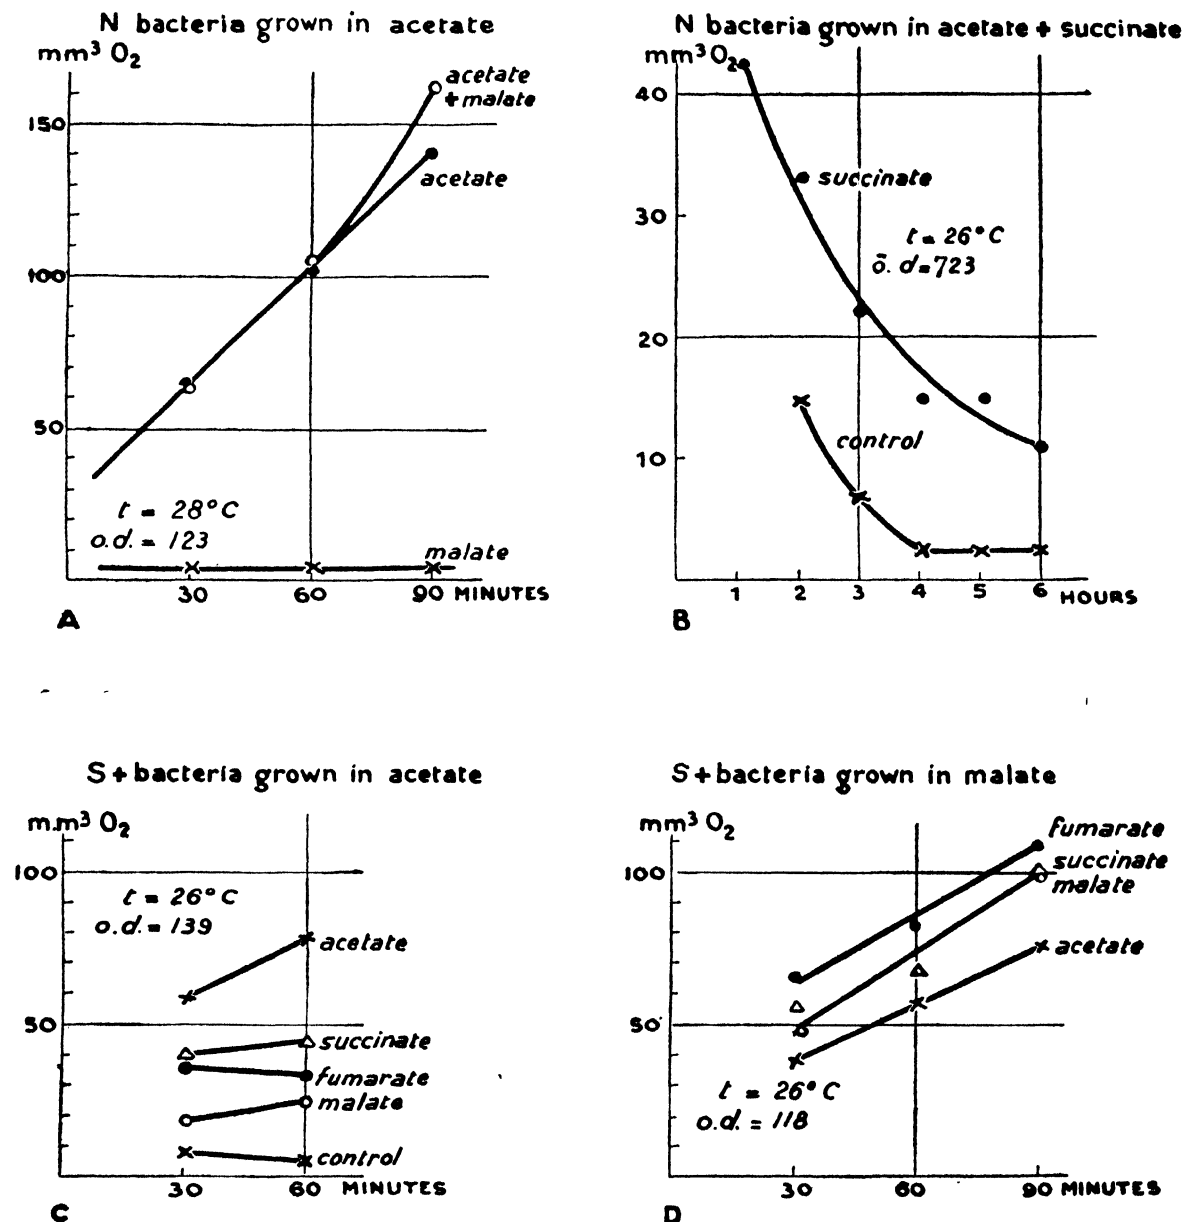 N bacteria grown in acetate
mm³ O₂
acetate
+ malate
150
acetate
100
50
t = 28°C
o.d. = 123
malate
30 60 90 MINUTES
A
N bacteria grown in acetate + succinate
mm³ O₂
40
succinate
30
t = 26°C
ō. d = 723
20
control
10
1 2 3 4 5 6 HOURS
B
S + bacteria grown in acetate
m.m³ O₂
100
t = 26°C
o.d. = 139
acetate
50
succinate
fumarate
malate
control
30 60 MINUTES
C
S + bacteria grown in malate
mm³ O₂
fumarate
100
succinate
malate
acetate
50
t = 26°C
o.d. = 118
30 60 90 MINUTES
D